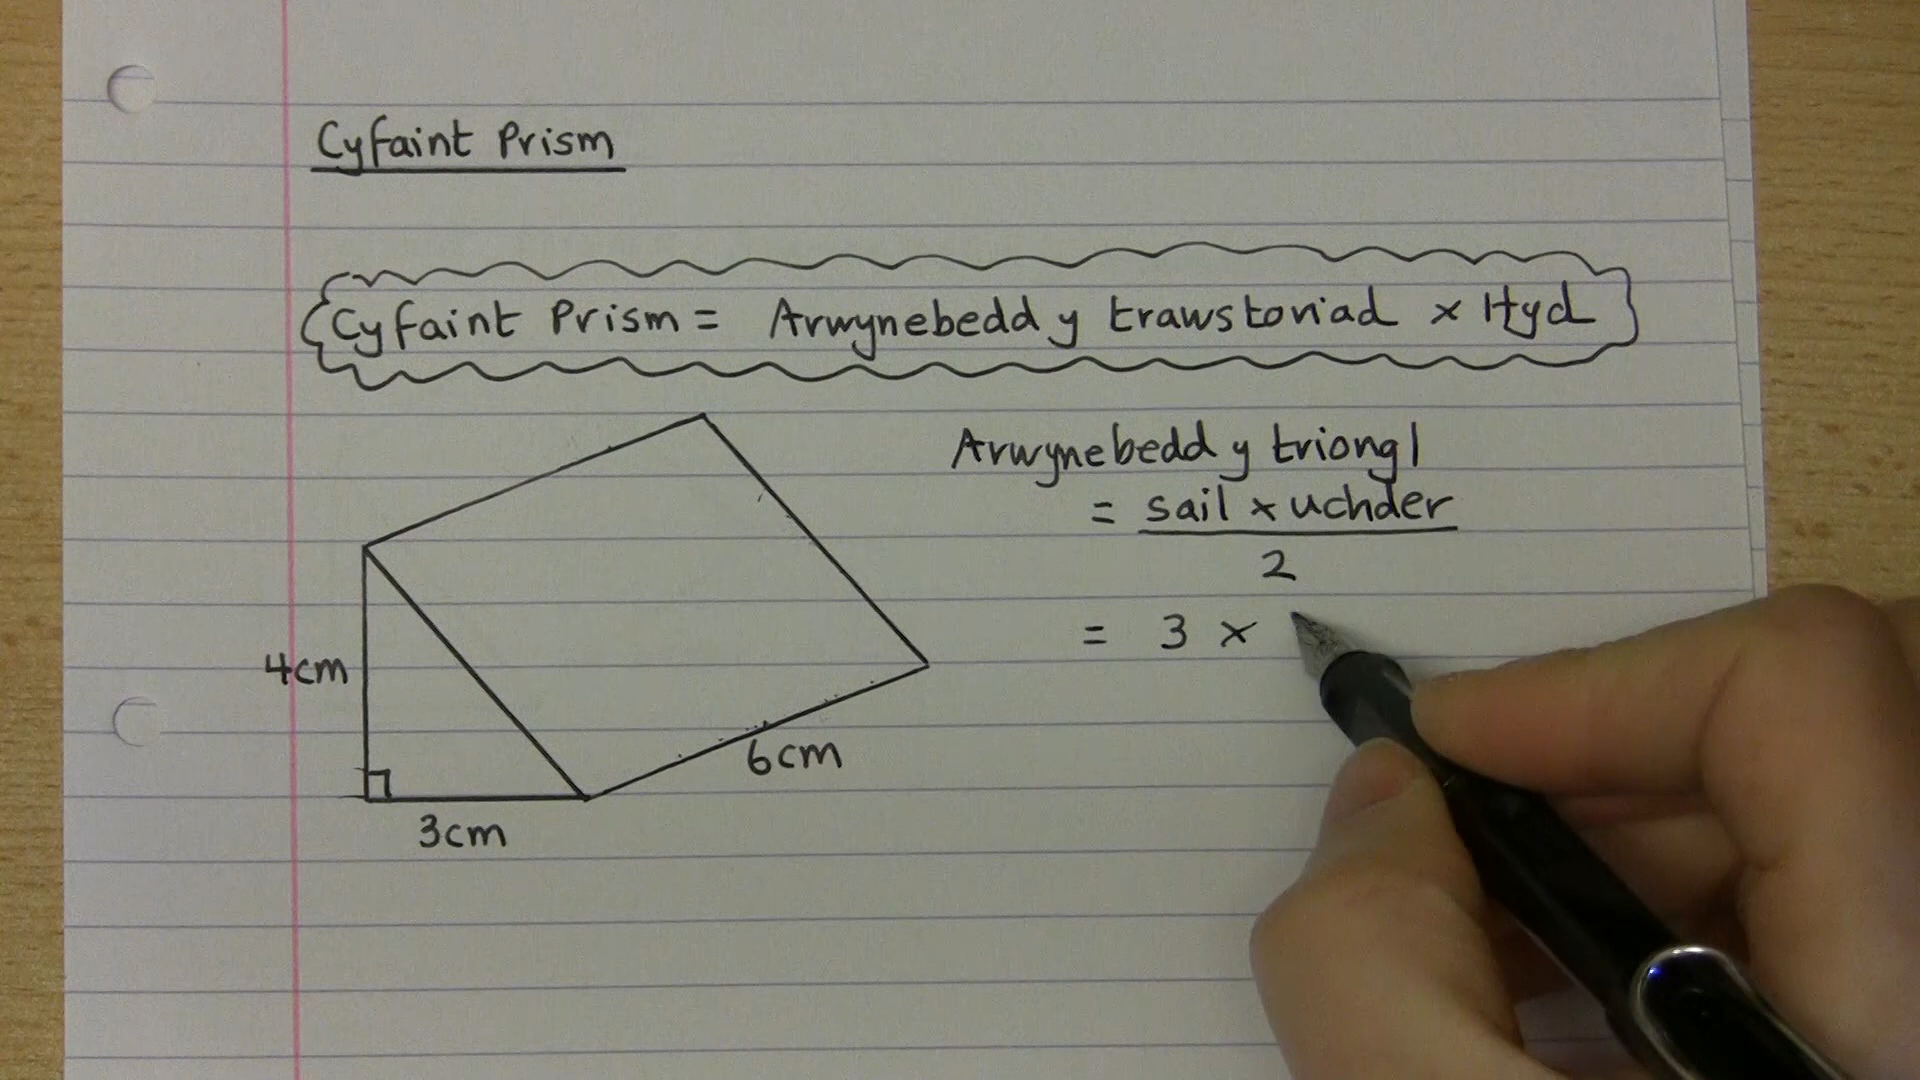 Cyfaint Prism
Cyfaint Prism = Arwynebedd y trawstoriad x Hyd
Arwynebedd y triongl
= sail x uchder
2
= 3 x
4cm
6cm
3cm